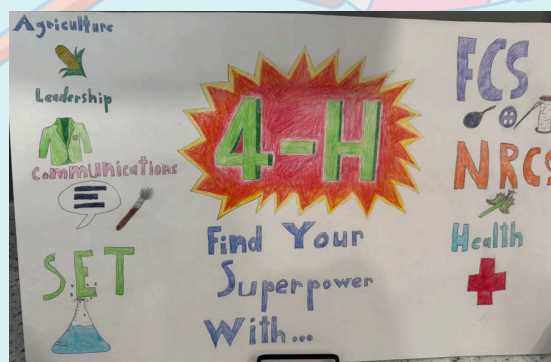 Agriculture
Leadership
Communications
SET
4-H
Find Your
Superpower
With...
FCS
NRCS
Health